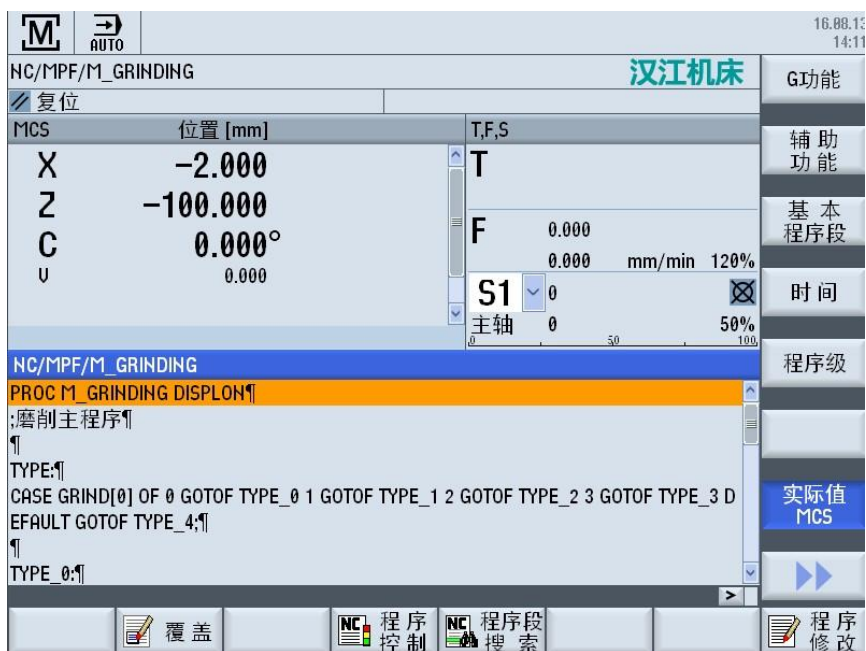 M AUTO
16.08.13
14:11
NC/MPF/M_GRINDING
汉江机床
复位
MCS 位置 [mm]
X -2.000
Z -100.000
C 0.000°
V 0.000
T,F,S
T
F 0.000
0.000 mm/min 120%
S1 0
主轴 0 50%
0 50 100
NC/MPF/M_GRINDING
PROC M_GRINDING DISPLON¶
;磨削主程序¶
¶
TYPE:¶
CASE GRIND[0] OF 0 GOTOF TYPE_0 1 GOTOF TYPE_1 2 GOTOF TYPE_2 3 GOTOF TYPE_3 D
EFAULT GOTOF TYPE_4;¶
¶
TYPE_0:¶
G功能
辅 助
功 能
基 本
程序段
时 间
程序级
实际值
MCS
覆 盖
NC 程 序
控 制
NC 程序段
搜 索
程 序
修 改